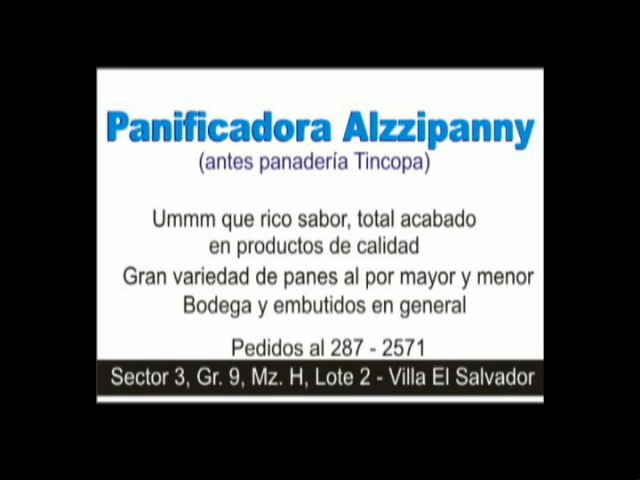 Panificadora Alzzipanny
(antes panadería Tincopa)
Ummm que rico sabor, total acabado
en productos de calidad
Gran variedad de panes al por mayor y menor
Bodega y embutidos en general
Pedidos al 287 - 2571
Sector 3, Gr. 9, Mz. H, Lote 2 - Villa El Salvador